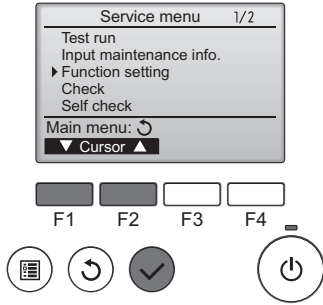 Service menu 1/2
Test run
Input maintenance info.
Function setting
Check
Self check
Main menu:
Cursor
F1 F2 F3 F4